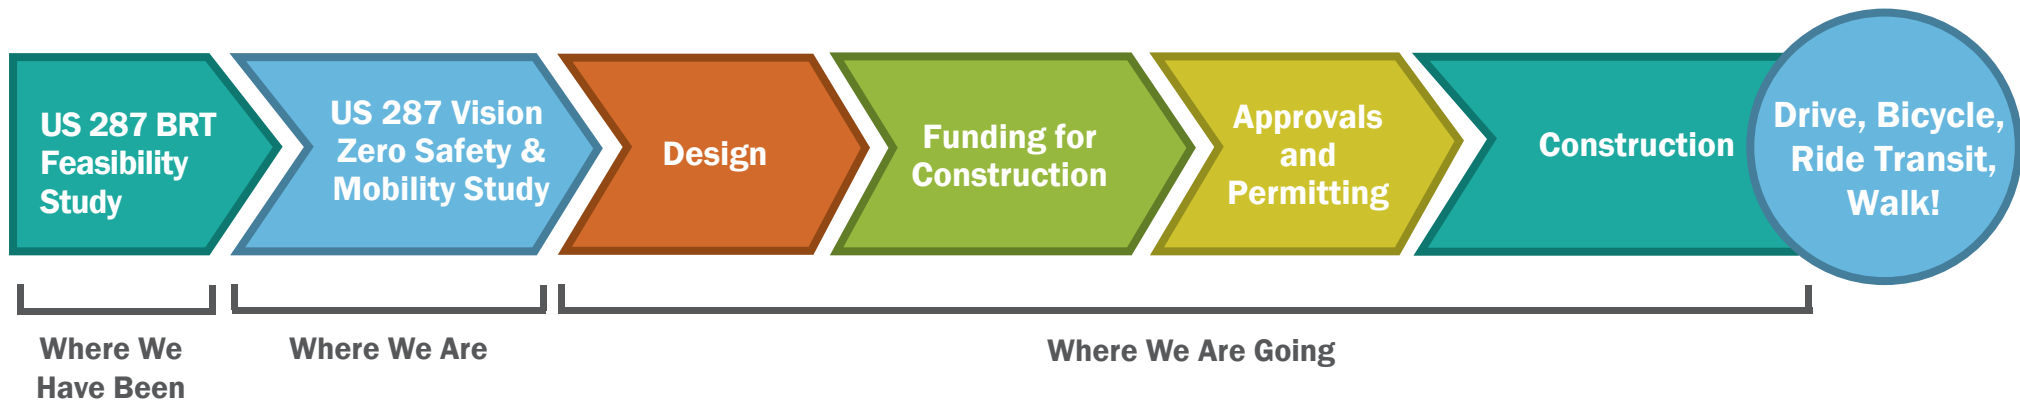 US 287 BRT
Feasibility
Study
US 287 Vision
Zero Safety &
Mobility Study
Design
Funding for
Construction
Approvals
and
Permitting
Construction
Drive, Bicycle,
Ride Transit,
Walk!
Where We
Have Been
Where We Are
Where We Are Going